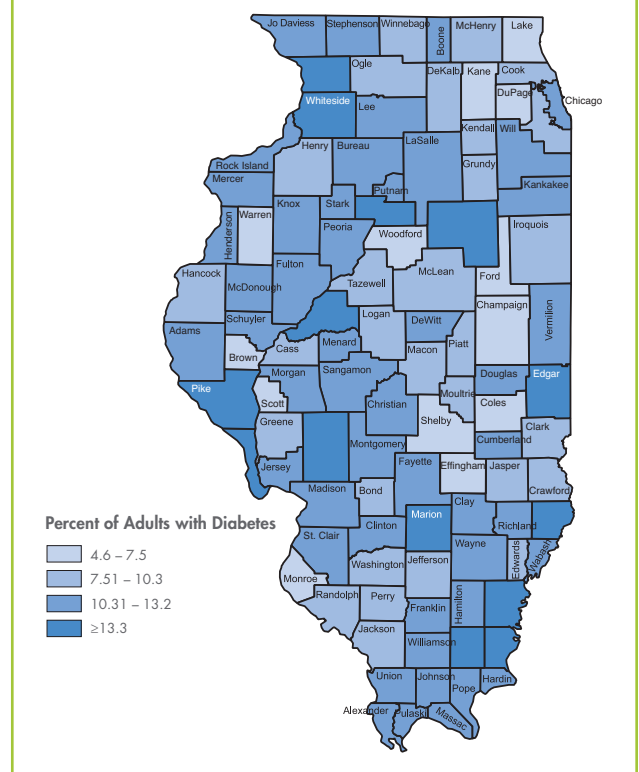 Jo Daviess
Stephenson
Winnebago
Boone
McHenry
Lake
Ogle
DeKalb
Kane
Cook
DuPage
Chicago
Whiteside
Lee
Kendall
Will
Henry
Bureau
LaSalle
Grundy
Rock Island
Mercer
Putnam
Kankakee
Knox
Stark
Henderson
Warren
Peoria
Woodford
Iroquois
Hancock
McDonough
Fulton
Tazewell
McLean
Ford
Schuyler
Logan
DeWitt
Champaign
Vermilion
Adams
Brown
Cass
Menard
Macon
Piatt
Morgan
Sangamon
Douglas
Edgar
Pike
Scott
Christian
Moultrie
Coles
Greene
Shelby
Clark
Montgomery
Cumberland
Jersey
Fayette
Effingham
Jasper
Crawford
Madison
Bond
Clay
Marion
Richland
Percent of Adults with Diabetes
4.6 – 7.5
7.51 – 10.3
10.31 – 13.2
≥13.3
Clinton
St. Clair
Wayne
Edwards
Wabash
Washington
Jefferson
Monroe
Randolph
Perry
Hamilton
Franklin
Jackson
Williamson
Union
Johnson
Pope
Hardin
Alexander
Pulaski
Massac